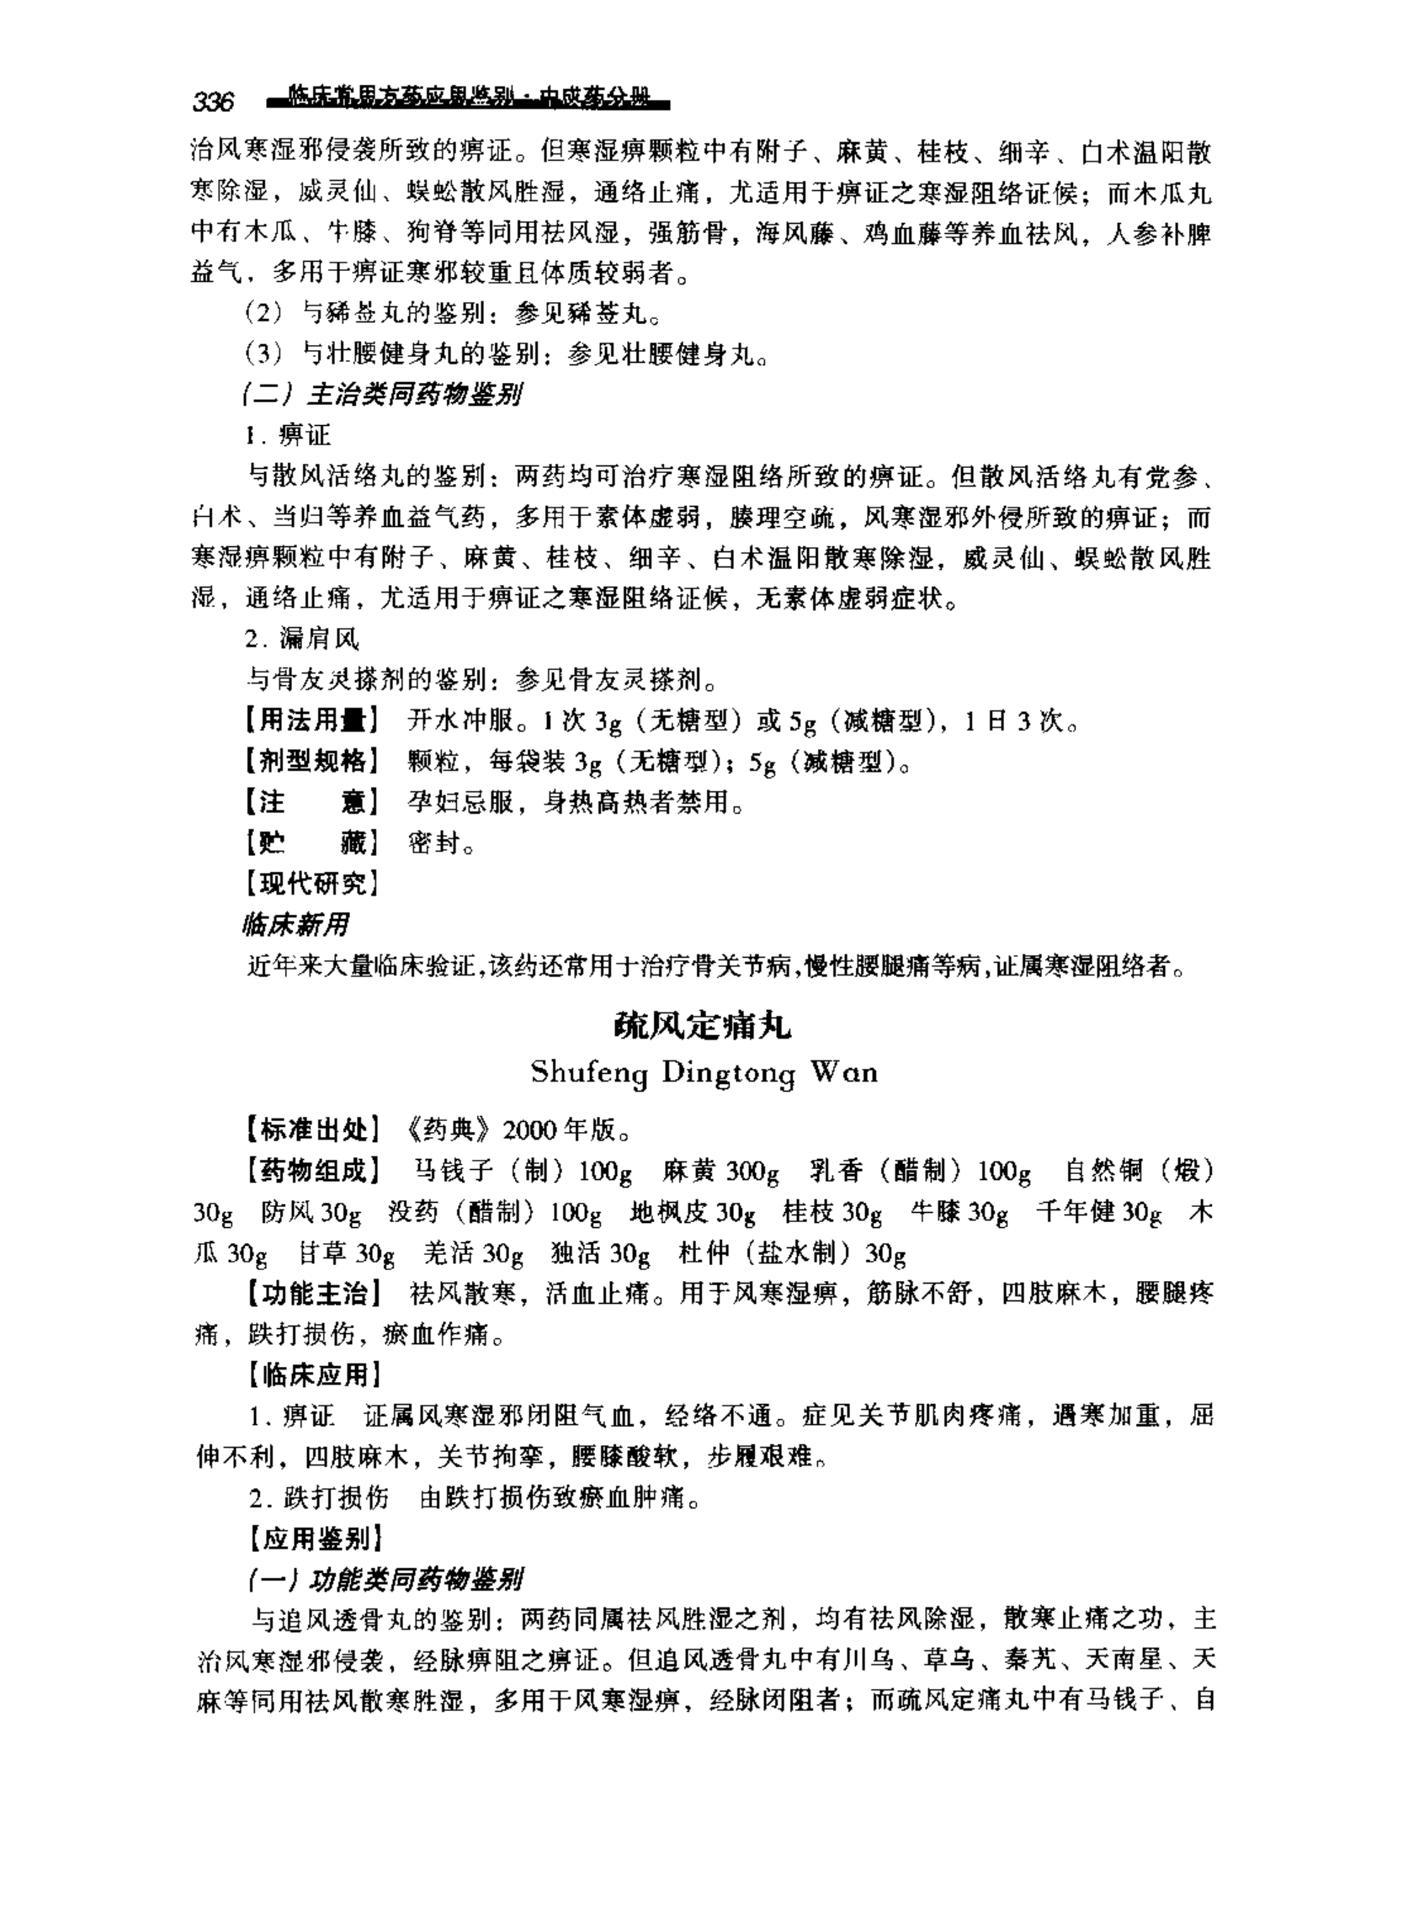 336 临床常用方药应用鉴别·中成药分册
治风寒湿邪侵袭所致的痹证。但寒湿痹颗粒中有附子、麻黄、桂枝、细辛、白术温阳散
寒除湿，威灵仙、蜈蚣散风胜湿，通络止痛，尤适用于痹证之寒湿阻络证候；而木瓜丸
中有木瓜、牛膝、狗脊等同用祛风湿，强筋骨，海风藤、鸡血藤等养血祛风，人参补脾
益气，多用于痹证寒邪较重且体质较弱者。
（2）与豨莶丸的鉴别：参见豨莶丸。
（3）与壮腰健身丸的鉴别：参见壮腰健身丸。
（二）主治类同药物鉴别
1. 痹证
与散风活络丸的鉴别：两药均可治疗寒湿阻络所致的痹证。但散风活络丸有党参、
白术、当归等养血益气药，多用于素体虚弱，腠理空疏，风寒湿邪外侵所致的痹证；而
寒湿痹颗粒中有附子、麻黄、桂枝、细辛、白术温阳散寒除湿，威灵仙、蜈蚣散风胜
湿，通络止痛，尤适用于痹证之寒湿阻络证候，无素体虚弱症状。
2. 漏肩风
与骨友灵搽剂的鉴别：参见骨友灵搽剂。
【用法用量】 开水冲服。1次3g（无糖型）或5g（减糖型），1日3次。
【剂型规格】 颗粒，每袋装3g（无糖型）；5g（减糖型）。
【注　　意】 孕妇忌服，身热高热者禁用。
【贮　　藏】 密封。
【现代研究】
临床新用
近年来大量临床验证，该药还常用于治疗骨关节病，慢性腰腿痛等病，证属寒湿阻络者。
疏风定痛丸
Shufeng Dingtong Wan
【标准出处】《药典》2000年版。
【药物组成】 马钱子（制）100g 麻黄300g 乳香（醋制）100g 自然铜（煅）
30g 防风30g 没药（醋制）100g 地枫皮30g 桂枝30g 牛膝30g 千年健30g 木
瓜30g 甘草30g 羌活30g 独活30g 杜仲（盐水制）30g
【功能主治】 祛风散寒，活血止痛。用于风寒湿痹，筋脉不舒，四肢麻木，腰腿疼
痛，跌打损伤，瘀血作痛。
【临床应用】
1. 痹证　证属风寒湿邪闭阻气血，经络不通。症见关节肌肉疼痛，遇寒加重，屈
伸不利，四肢麻木，关节拘挛，腰膝酸软，步履艰难。
2. 跌打损伤　由跌打损伤致瘀血肿痛。
【应用鉴别】
（一）功能类同药物鉴别
与追风透骨丸的鉴别：两药同属祛风胜湿之剂，均有祛风除湿，散寒止痛之功，主
治风寒湿邪侵袭，经脉痹阻之痹证。但追风透骨丸中有川乌、草乌、秦艽、天南星、天
麻等同用祛风散寒胜湿，多用于风寒湿痹，经脉闭阻者；而疏风定痛丸中有马钱子、自